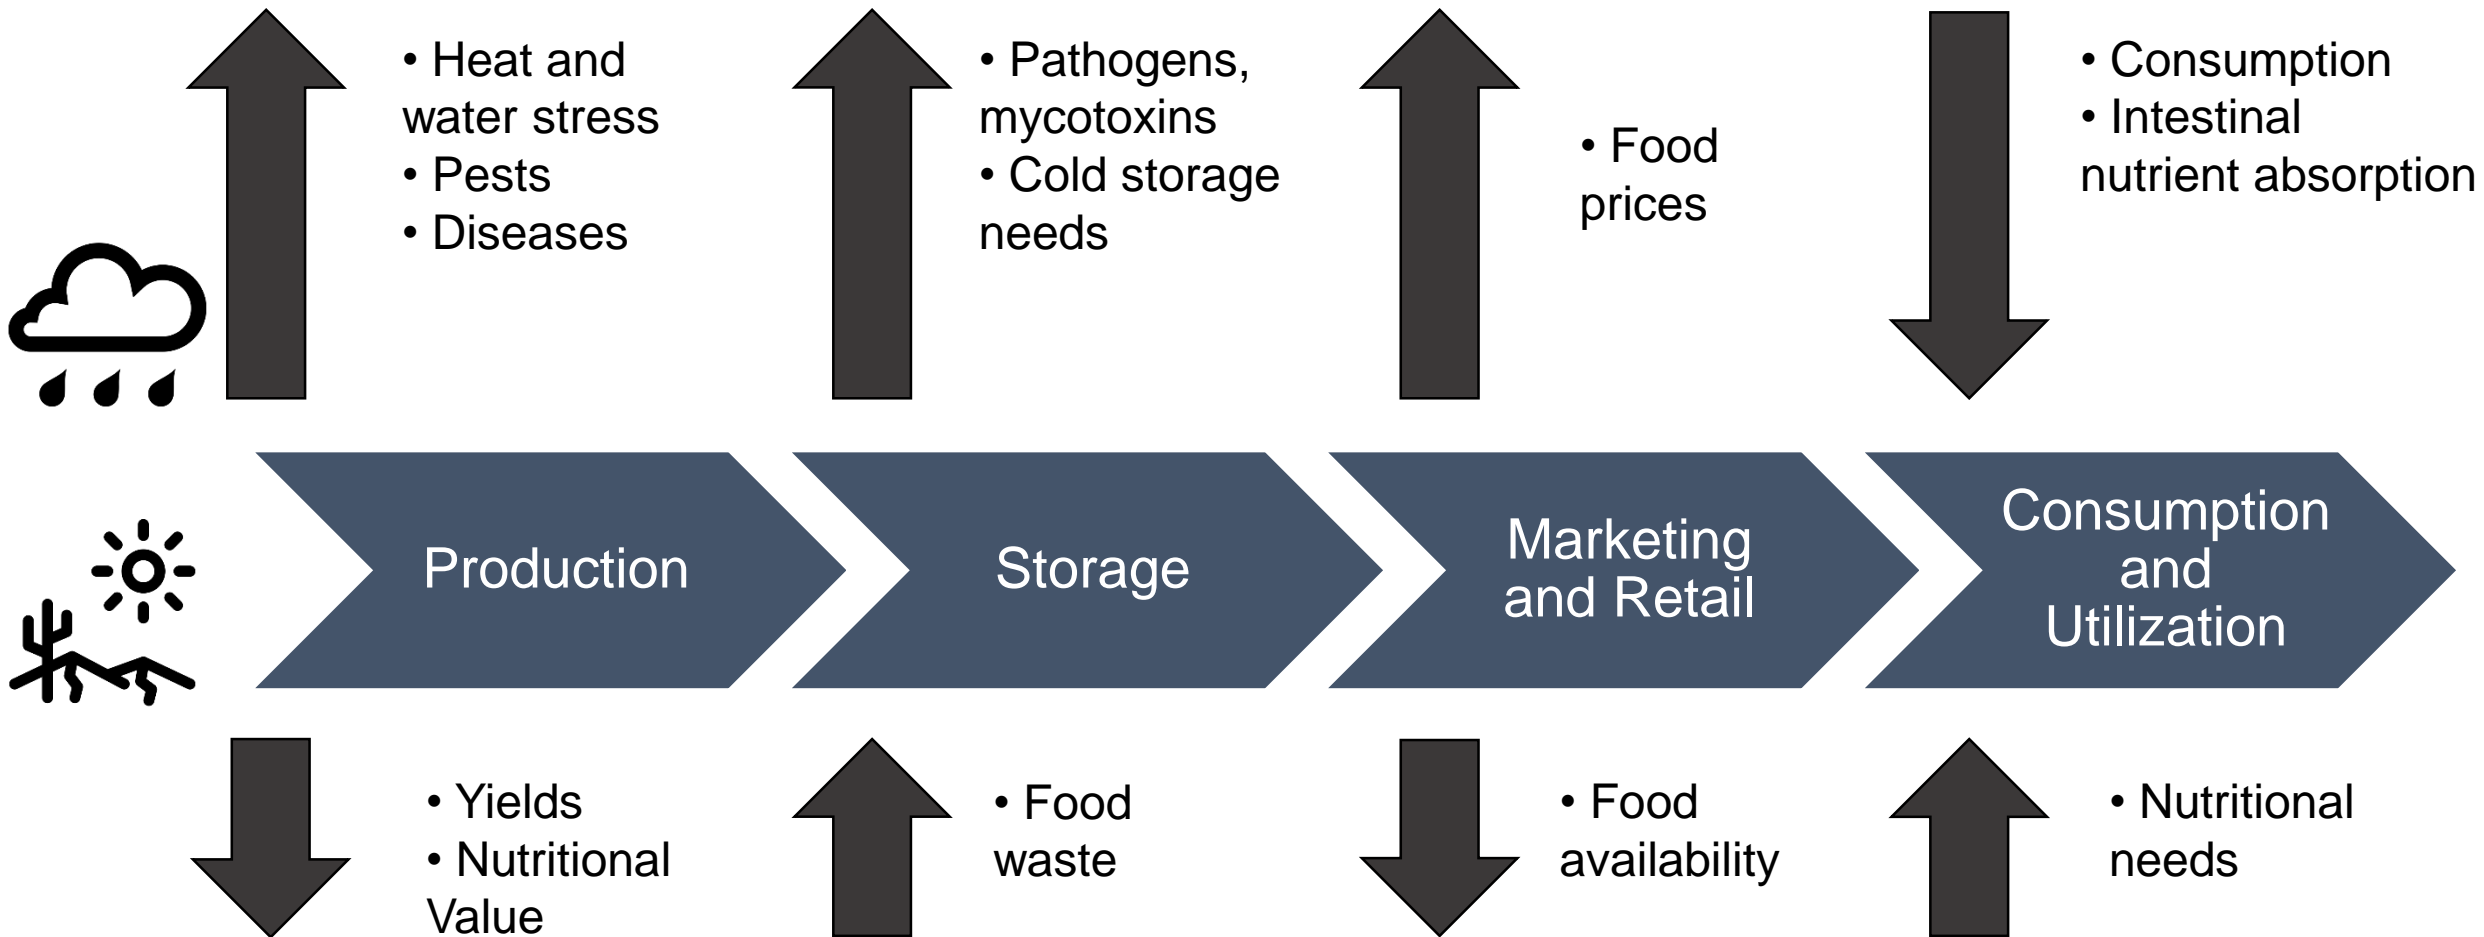 • Heat and
water stress
• Pests
• Diseases
• Pathogens,
mycotoxins
• Cold storage
needs
• Food
prices
• Consumption
• Intestinal
nutrient absorption
Production
Storage
Marketing
and Retail
Consumption
and
Utilization
• Yields
• Nutritional
Value
• Food
waste
• Food
availability
• Nutritional
needs